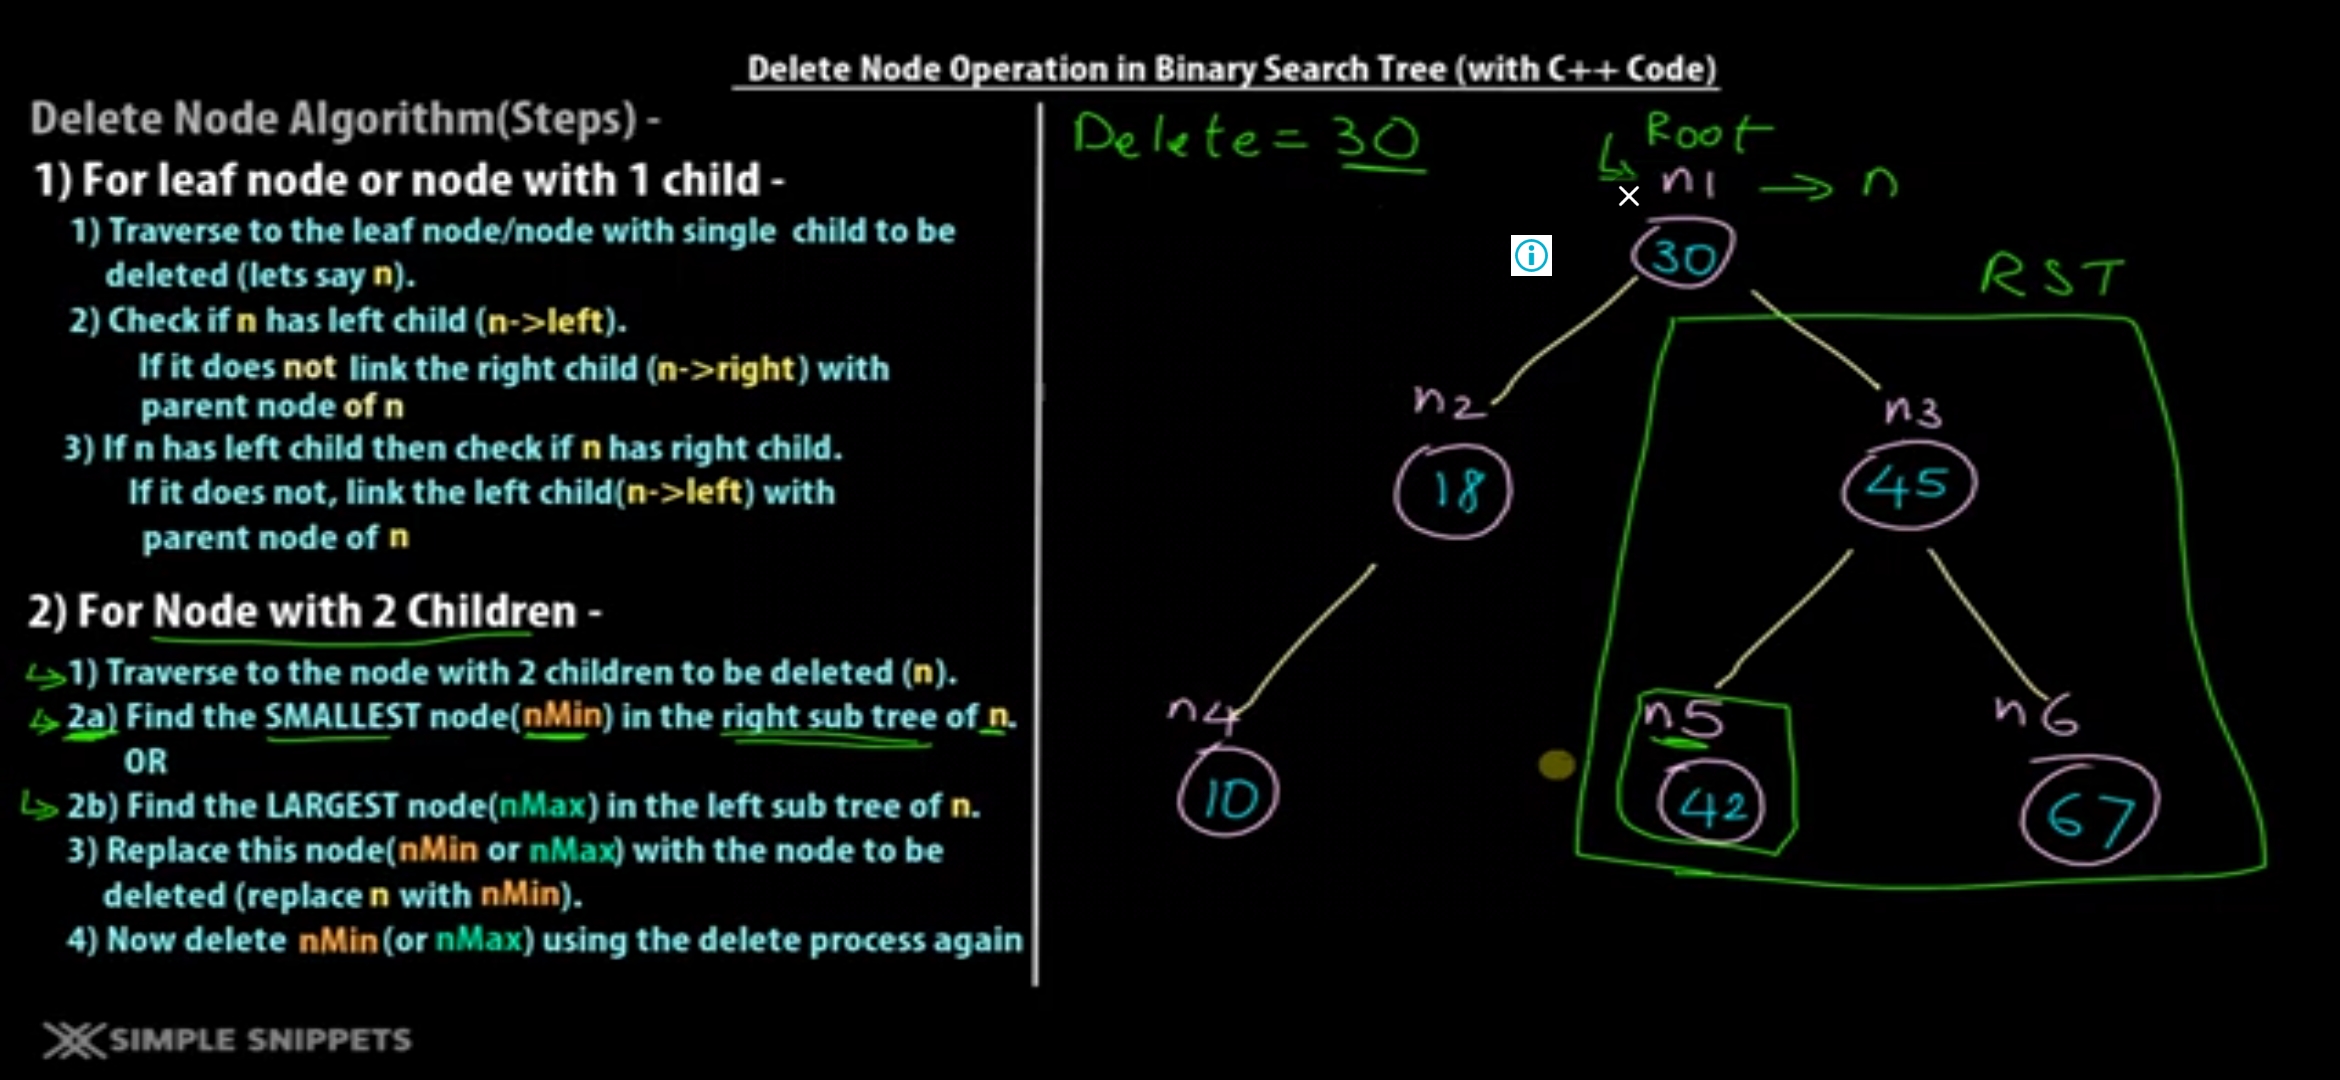 Delete Node Operation in Binary Search Tree (with C++ Code)
Delete Node Algorithm(Steps) -
1) For leaf node or node with 1 child -
1) Traverse to the leaf node/node with single child to be
deleted (lets say n).
2) Check if n has left child (n->left).
If it does not link the right child (n->right) with
parent node of n
3) If n has left child then check if n has right child.
If it does not, link the left child(n->left) with
parent node of n
2) For Node with 2 Children -
1) Traverse to the node with 2 children to be deleted (n).
2a) Find the SMALLEST node(nMin) in the right sub tree of n.
OR
2b) Find the LARGEST node(nMax) in the left sub tree of n.
3) Replace this node(nMin or nMax) with the node to be
deleted (replace n with nMin).
4) Now delete nMin(or nMax) using the delete process again
SIMPLE SNIPPETS
Delete = 30
Root
n1 → n
30
RST
n2
n3
18
45
n4
n5
n6
10
42
67